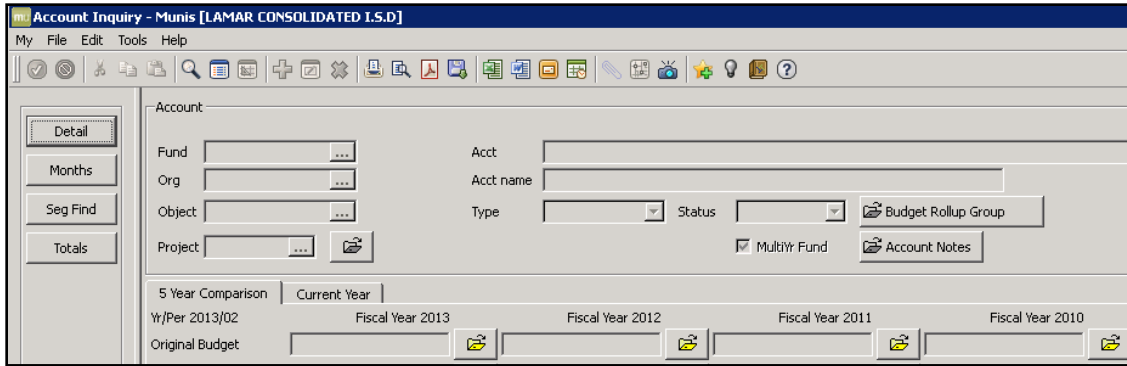 mu Account Inquiry - Munis [LAMAR CONSOLIDATED I.S.D]
My File Edit Tools Help
Account
Detail
Months
Seg Find
Totals
Fund ... Acct
Org ... Acct name
Object ... Type Status Budget Rollup Group
Project ... MultiYr Fund Account Notes
5 Year Comparison Current Year
Yr/Per 2013/02 Fiscal Year 2013 Fiscal Year 2012 Fiscal Year 2011 Fiscal Year 2010
Original Budget